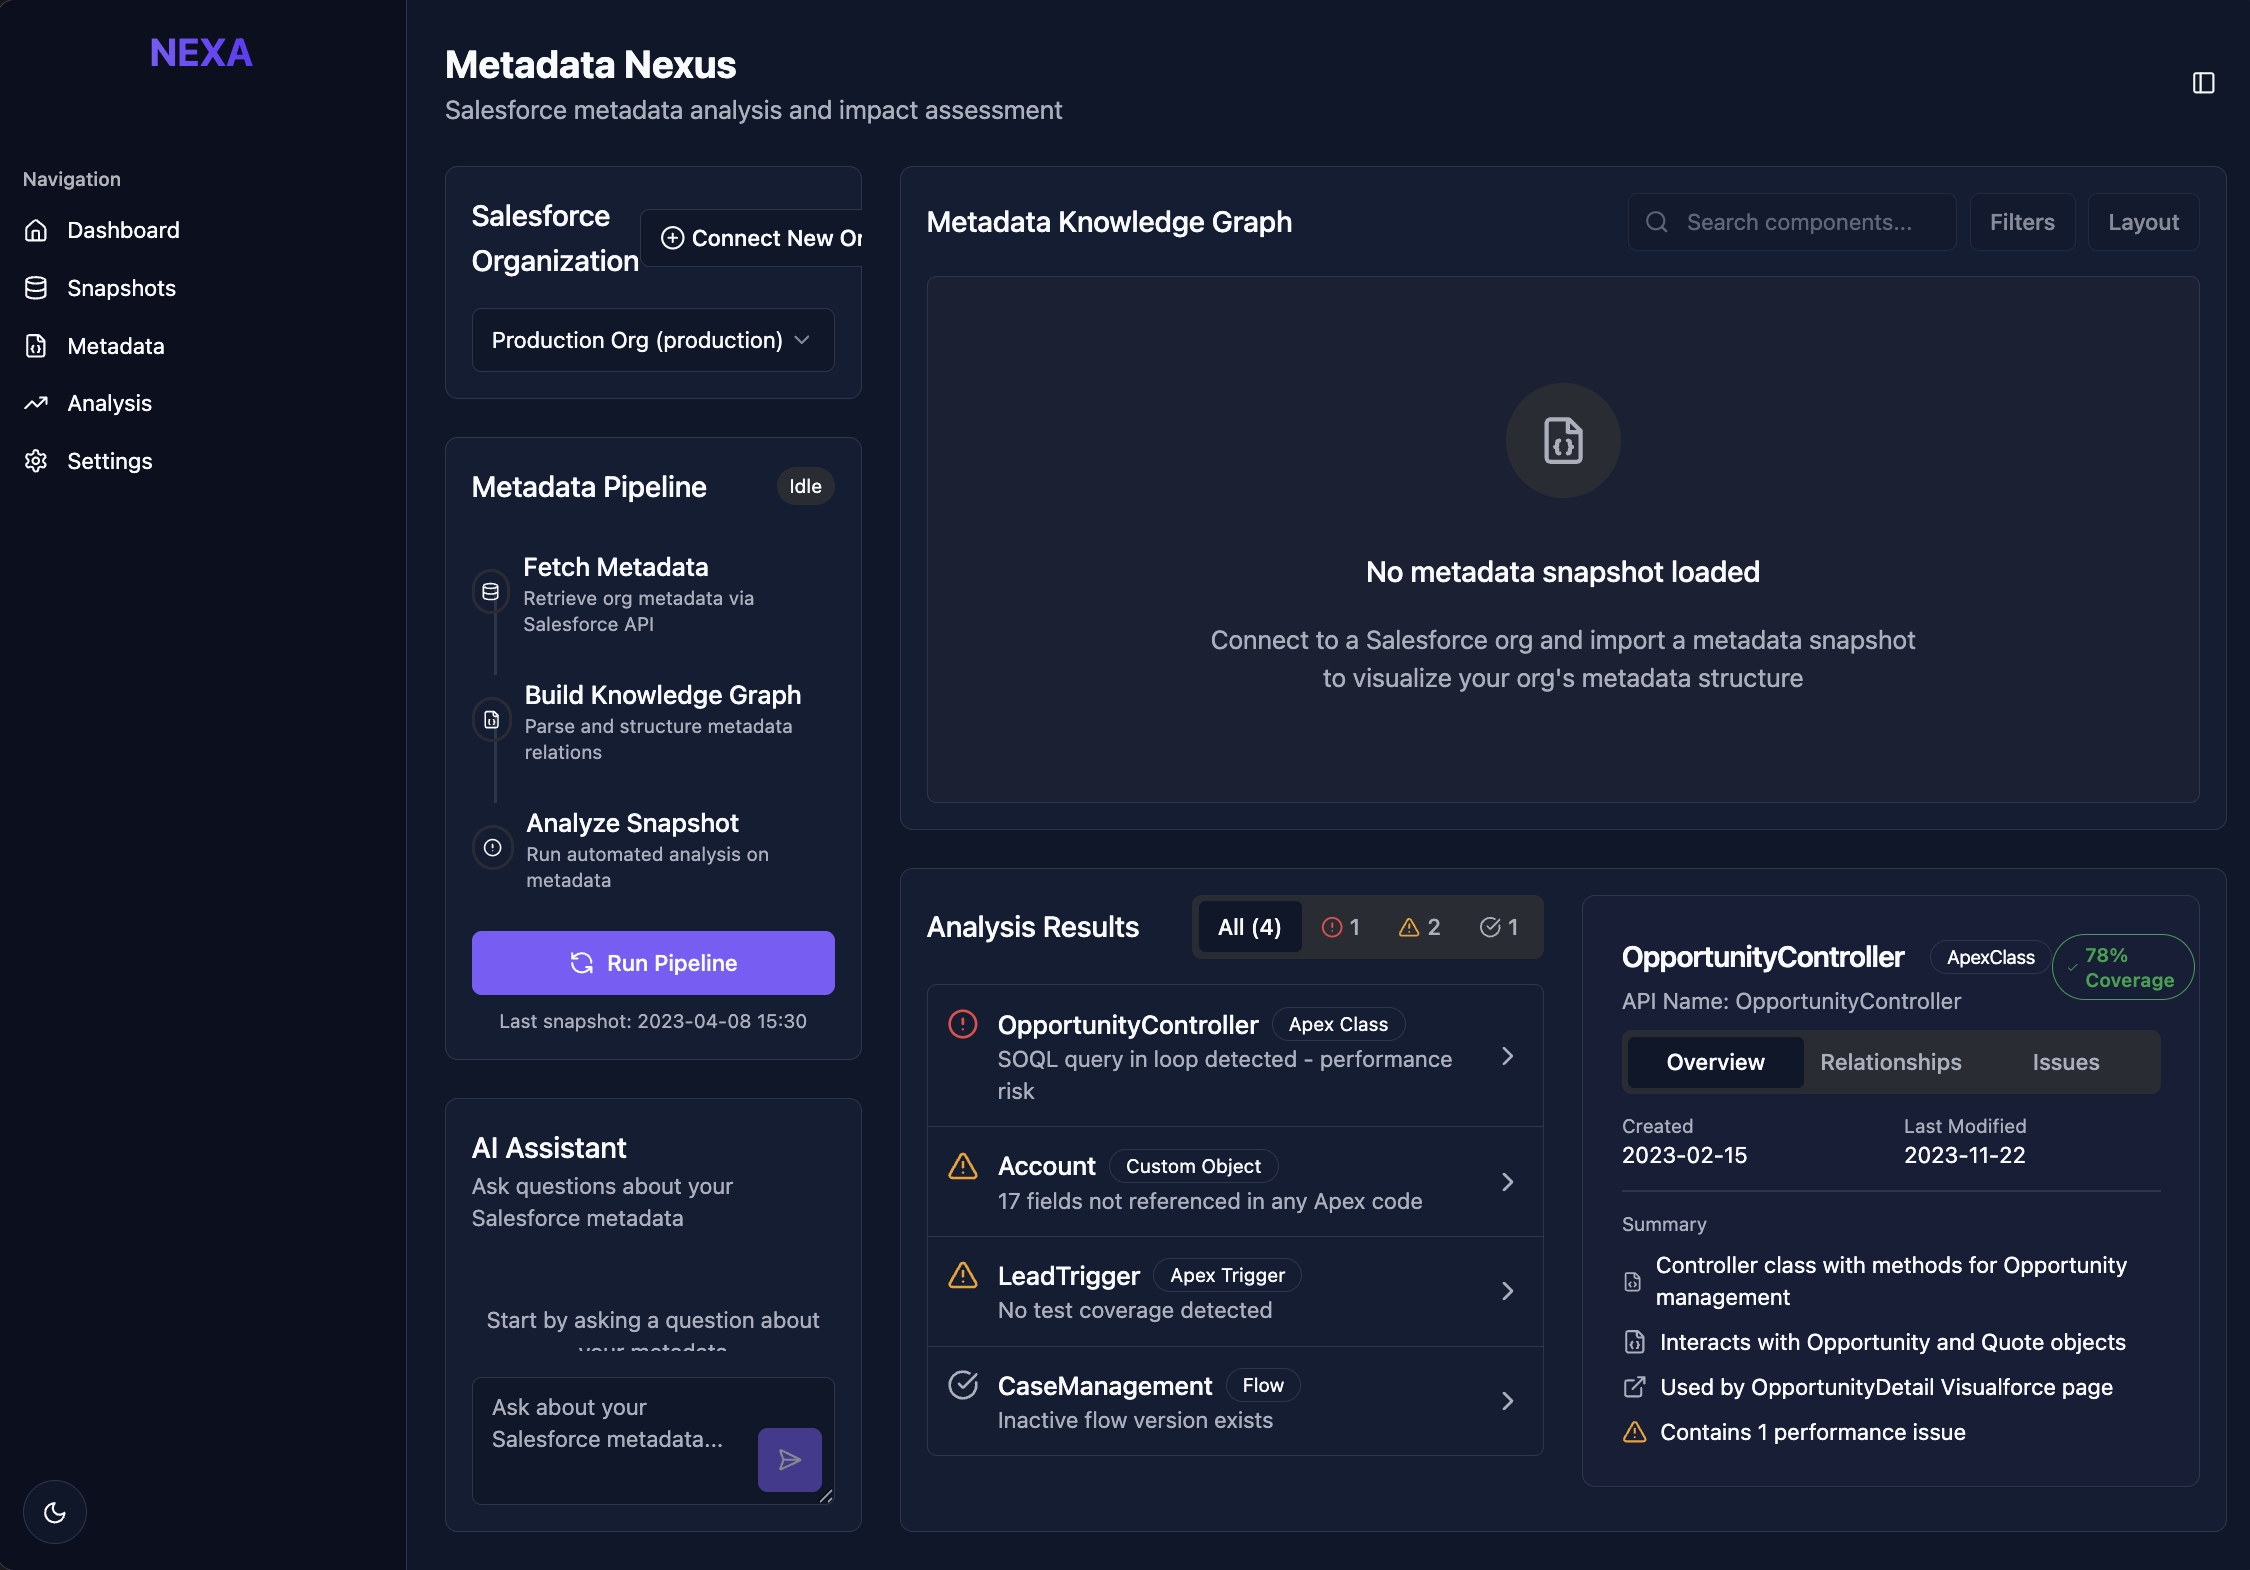 NEXA
Navigation
Dashboard
Snapshots
Metadata
Analysis
Settings
Metadata Nexus
Salesforce metadata analysis and impact assessment
Salesforce
Organization
Connect New Or
Production Org (production)
Metadata Pipeline
Idle
Fetch Metadata
Retrieve org metadata via
Salesforce API
Build Knowledge Graph
Parse and structure metadata
relations
Analyze Snapshot
Run automated analysis on
metadata
Run Pipeline
Last snapshot: 2023-04-08 15:30
AI Assistant
Ask questions about your
Salesforce metadata
Start by asking a question about
your metadata
Ask about your
Salesforce metadata...
Metadata Knowledge Graph
Search components...
Filters
Layout
No metadata snapshot loaded
Connect to a Salesforce org and import a metadata snapshot
to visualize your org's metadata structure
Analysis Results
All (4)
1
2
1
OpportunityController
Apex Class
SOQL query in loop detected - performance
risk
Account
Custom Object
17 fields not referenced in any Apex code
LeadTrigger
Apex Trigger
No test coverage detected
CaseManagement
Flow
Inactive flow version exists
OpportunityController
ApexClass
78%
Coverage
API Name: OpportunityController
Overview
Relationships
Issues
Created
2023-02-15
Last Modified
2023-11-22
Summary
Controller class with methods for Opportunity
management
Interacts with Opportunity and Quote objects
Used by OpportunityDetail Visualforce page
Contains 1 performance issue